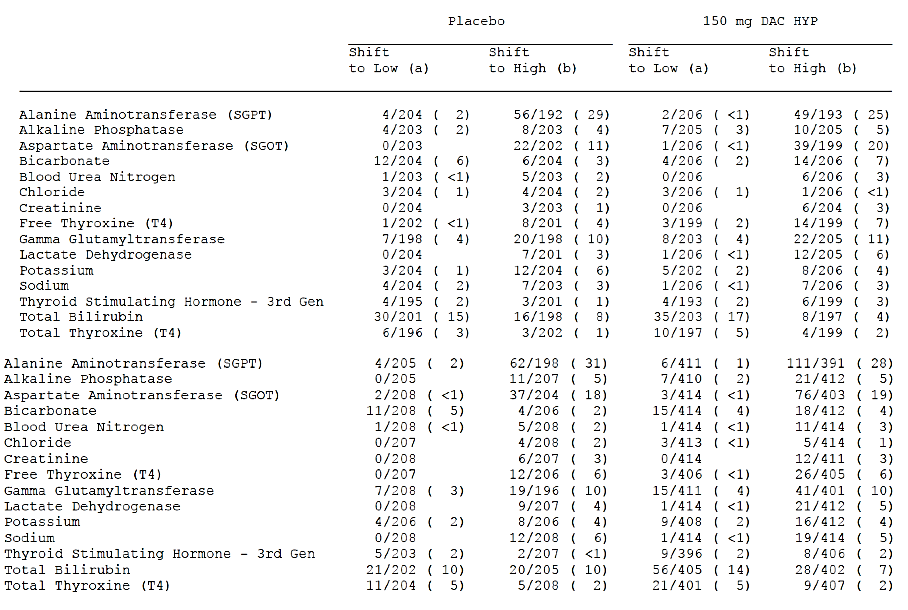 Placebo 150 mg DAC HYP
Shift Shift Shift Shift
to Low (a) to High (b) to Low (a) to High (b)
Alanine Aminotransferase (SGPT) 4/204 ( 2) 56/192 ( 29) 2/206 ( <1) 49/193 ( 25)
Alkaline Phosphatase 4/203 ( 2) 8/203 ( 4) 7/205 ( 3) 10/205 ( 5)
Aspartate Aminotransferase (SGOT) 0/203 22/202 ( 11) 1/206 ( <1) 39/199 ( 20)
Bicarbonate 12/204 ( 6) 6/204 ( 3) 4/206 ( 2) 14/206 ( 7)
Blood Urea Nitrogen 1/203 ( <1) 5/203 ( 2) 0/206 6/206 ( 3)
Chloride 3/204 ( 1) 4/204 ( 2) 3/206 ( 1) 1/206 ( <1)
Creatinine 0/204 3/203 ( 1) 0/206 6/204 ( 3)
Free Thyroxine (T4) 1/202 ( <1) 8/201 ( 4) 3/199 ( 2) 14/199 ( 7)
Gamma Glutamyltransferase 7/198 ( 4) 20/198 ( 10) 8/203 ( 4) 22/205 ( 11)
Lactate Dehydrogenase 0/204 7/201 ( 3) 1/206 ( <1) 12/205 ( 6)
Potassium 3/204 ( 1) 12/204 ( 6) 5/202 ( 2) 8/206 ( 4)
Sodium 4/204 ( 2) 7/203 ( 3) 1/206 ( <1) 7/206 ( 3)
Thyroid Stimulating Hormone - 3rd Gen 4/195 ( 2) 3/201 ( 1) 4/193 ( 2) 6/199 ( 3)
Total Bilirubin 30/201 ( 15) 16/198 ( 8) 35/203 ( 17) 8/197 ( 4)
Total Thyroxine (T4) 6/196 ( 3) 3/202 ( 1) 10/197 ( 5) 4/199 ( 2)
Alanine Aminotransferase (SGPT) 4/205 ( 2) 62/198 ( 31) 6/411 ( 1) 111/391 ( 28)
Alkaline Phosphatase 0/205 11/207 ( 5) 7/410 ( 2) 21/412 ( 5)
Aspartate Aminotransferase (SGOT) 2/208 ( <1) 37/204 ( 18) 3/414 ( <1) 76/403 ( 19)
Bicarbonate 11/208 ( 5) 4/206 ( 2) 15/414 ( 4) 18/412 ( 4)
Blood Urea Nitrogen 1/208 ( <1) 5/208 ( 2) 1/414 ( <1) 11/414 ( 3)
Chloride 0/207 4/208 ( 2) 3/413 ( <1) 5/414 ( 1)
Creatinine 0/208 6/207 ( 3) 0/414 12/411 ( 3)
Free Thyroxine (T4) 0/207 12/206 ( 6) 3/406 ( <1) 26/405 ( 6)
Gamma Glutamyltransferase 7/208 ( 3) 19/196 ( 10) 15/411 ( 4) 41/401 ( 10)
Lactate Dehydrogenase 0/208 9/207 ( 4) 1/414 ( <1) 21/412 ( 5)
Potassium 4/206 ( 2) 8/206 ( 4) 9/408 ( 2) 16/412 ( 4)
Sodium 0/208 12/208 ( 6) 1/414 ( <1) 19/414 ( 5)
Thyroid Stimulating Hormone - 3rd Gen 5/203 ( 2) 2/207 ( <1) 9/396 ( 2) 8/406 ( 2)
Total Bilirubin 21/202 ( 10) 20/205 ( 10) 56/405 ( 14) 28/402 ( 7)
Total Thyroxine (T4) 11/204 ( 5) 5/208 ( 2) 21/401 ( 5) 9/407 ( 2)